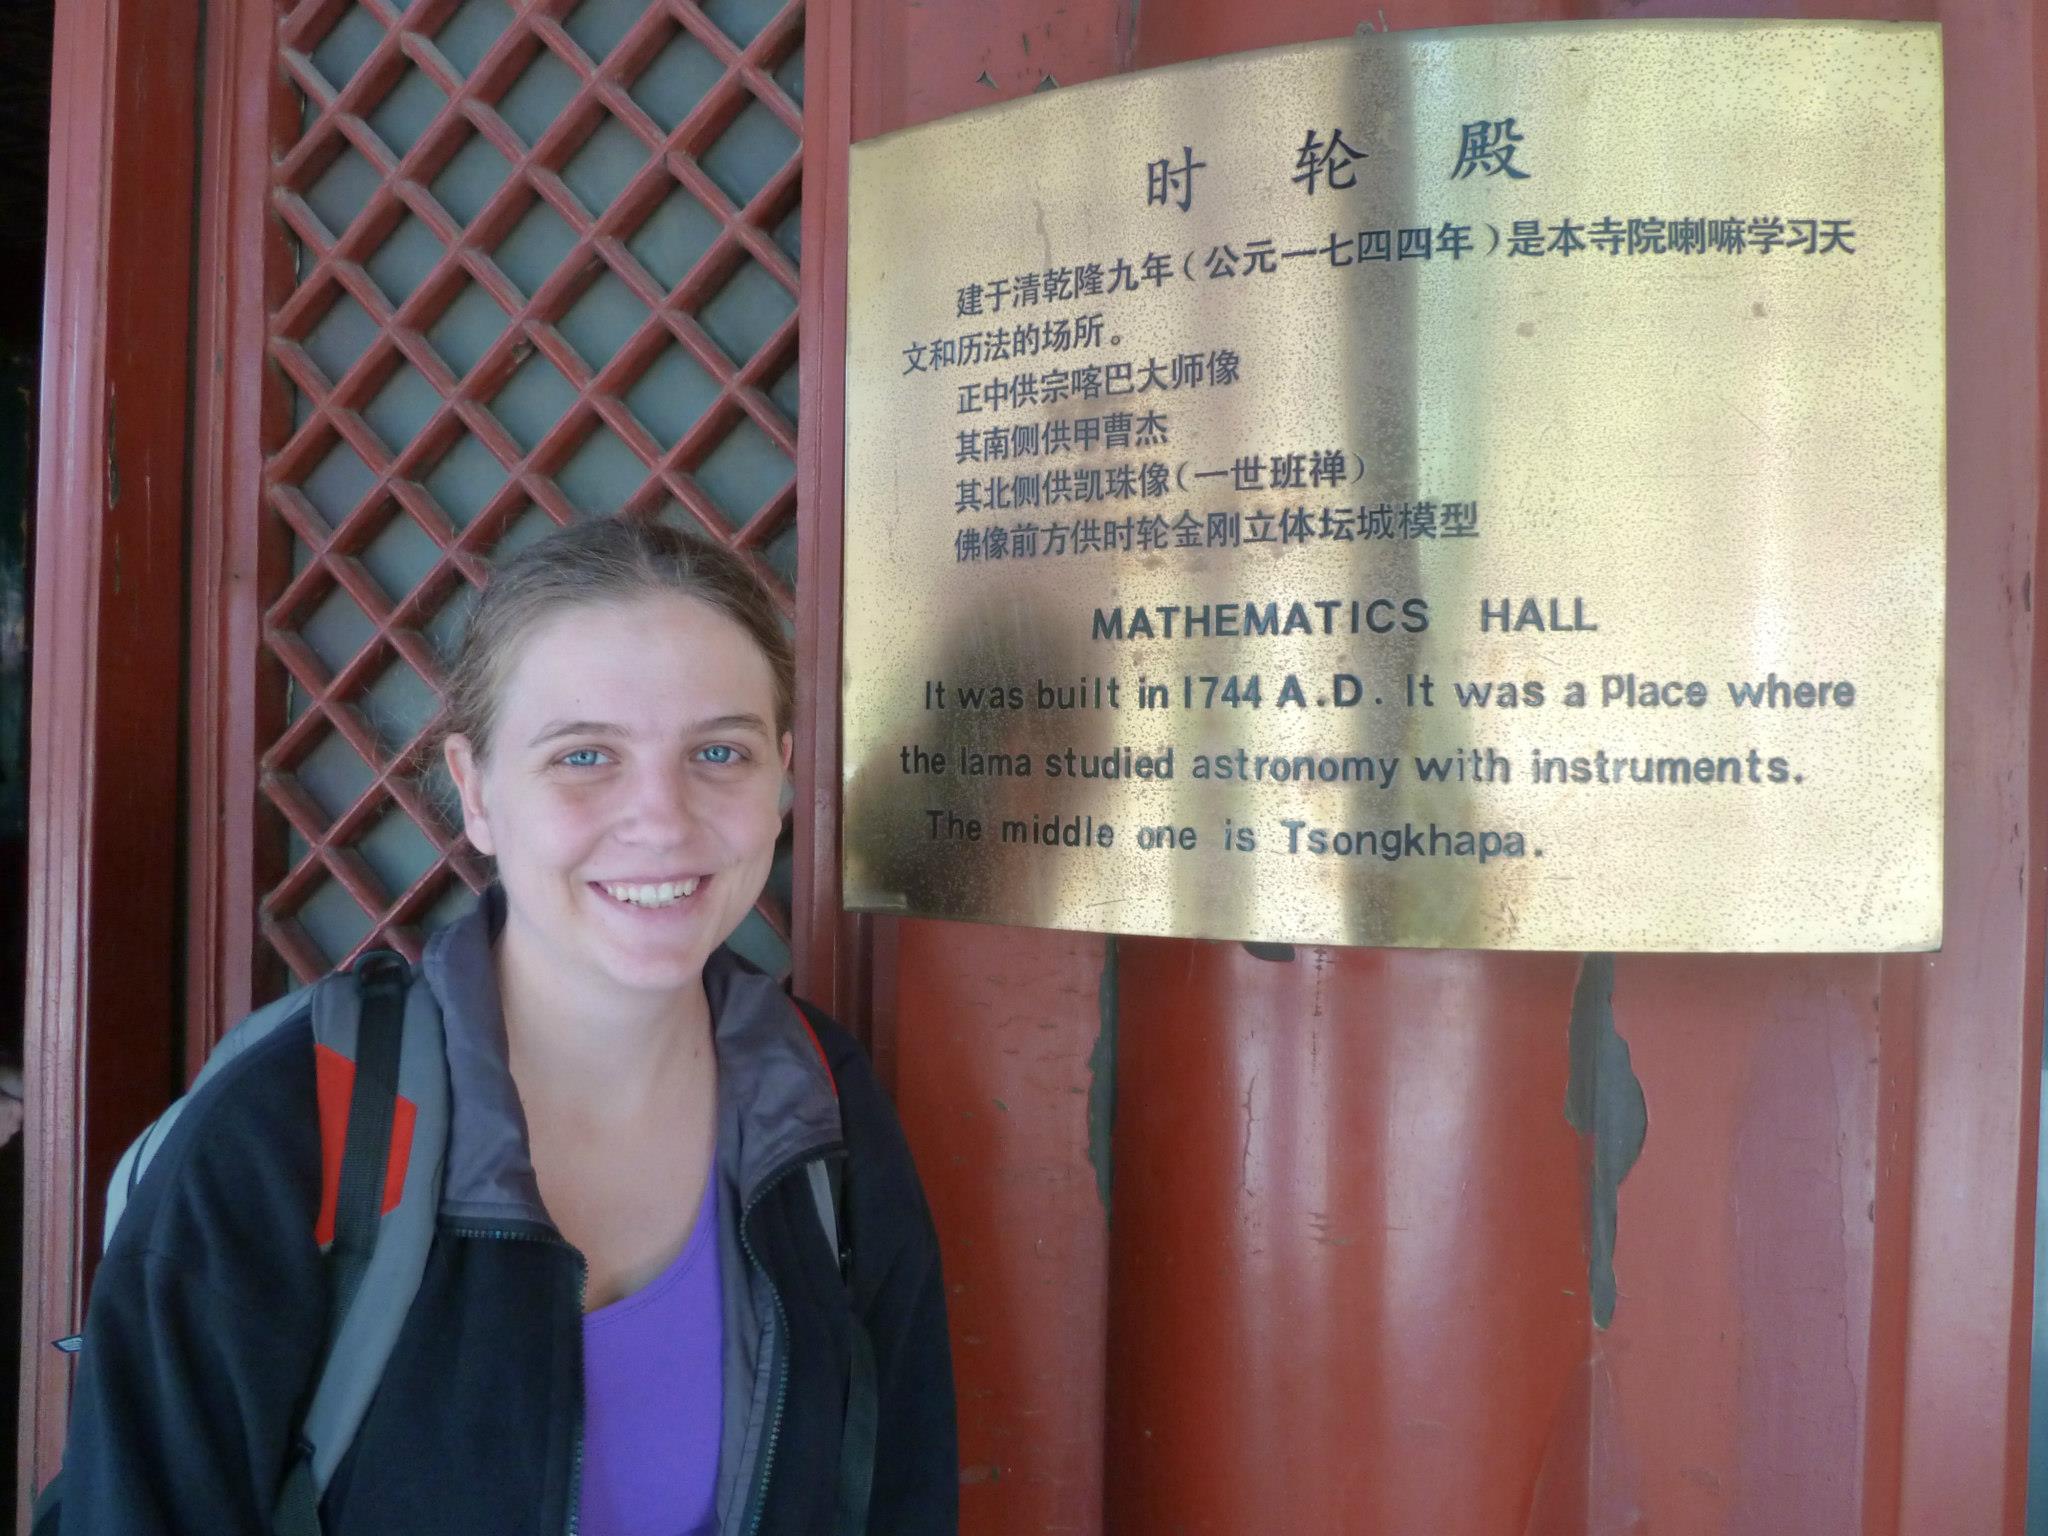 时 轮 殿
建于清乾隆九年(公元一七四四年)是本寺院喇嘛学习天
文和历法的场所。
正中供宗喀巴大师像
其南侧供甲曹杰
其北侧供凯珠像(一世班禅)
佛像前方供时轮金刚立体坛城模型
MATHEMATICS HALL
It was built in 1744 A.D. It was a Place where
the lama studied astronomy with instruments.
The middle one is Tsongkhapa.